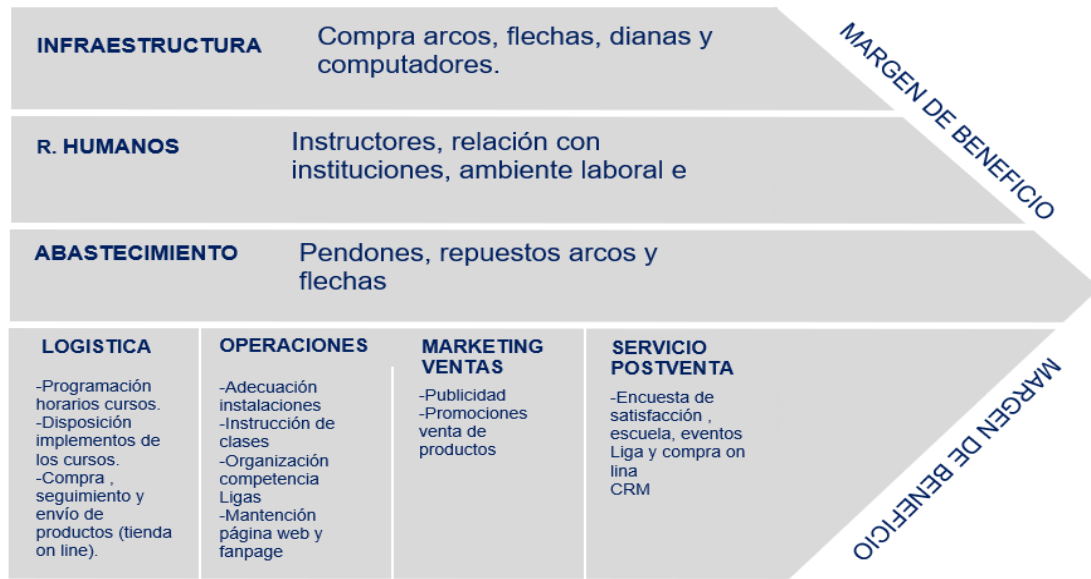 INFRAESTRUCTURA
Compra arcos, flechas, dianas y
computadores.
R. HUMANOS
Instructores, relación con
instituciones, ambiente laboral e
ABASTECIMIENTO
Pendones, repuestos arcos y
flechas
MARGEN DE BENEFICIO
LOGISTICA
-Programación
horarios cursos.
-Disposición
implementos de
los cursos.
-Compra ,
seguimiento y
envío de
productos (tienda
on line).
OPERACIONES
-Adecuación
instalaciones
-Instrucción de
clases
-Organización
competencia
Ligas
-Mantención
página web y
fanpage
MARKETING
VENTAS
-Publicidad
-Promociones
venta de
productos
SERVICIO
POSTVENTA
-Encuesta de
satisfacción ,
escuela, eventos
Liga y compra on
lina
CRM
MARGEN DE BENEFICIO